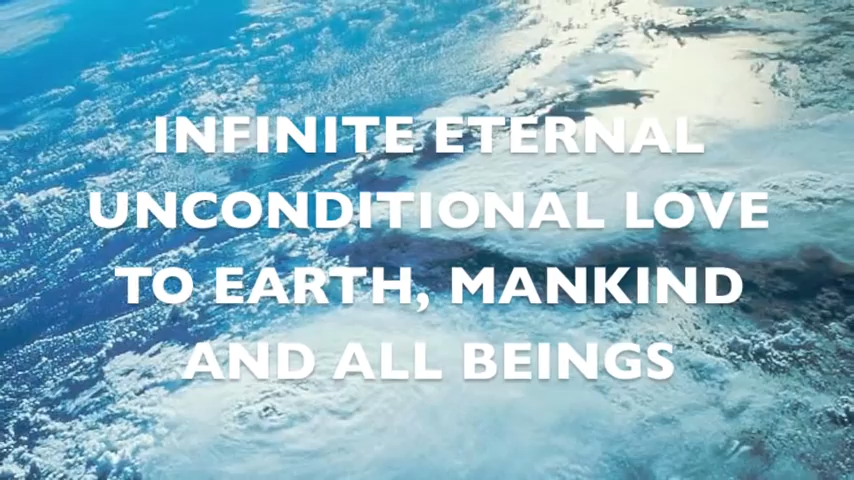 INFINITE ETERNAL
UNCONDITIONAL LOVE
TO EARTH, MANKIND
AND ALL BEINGS